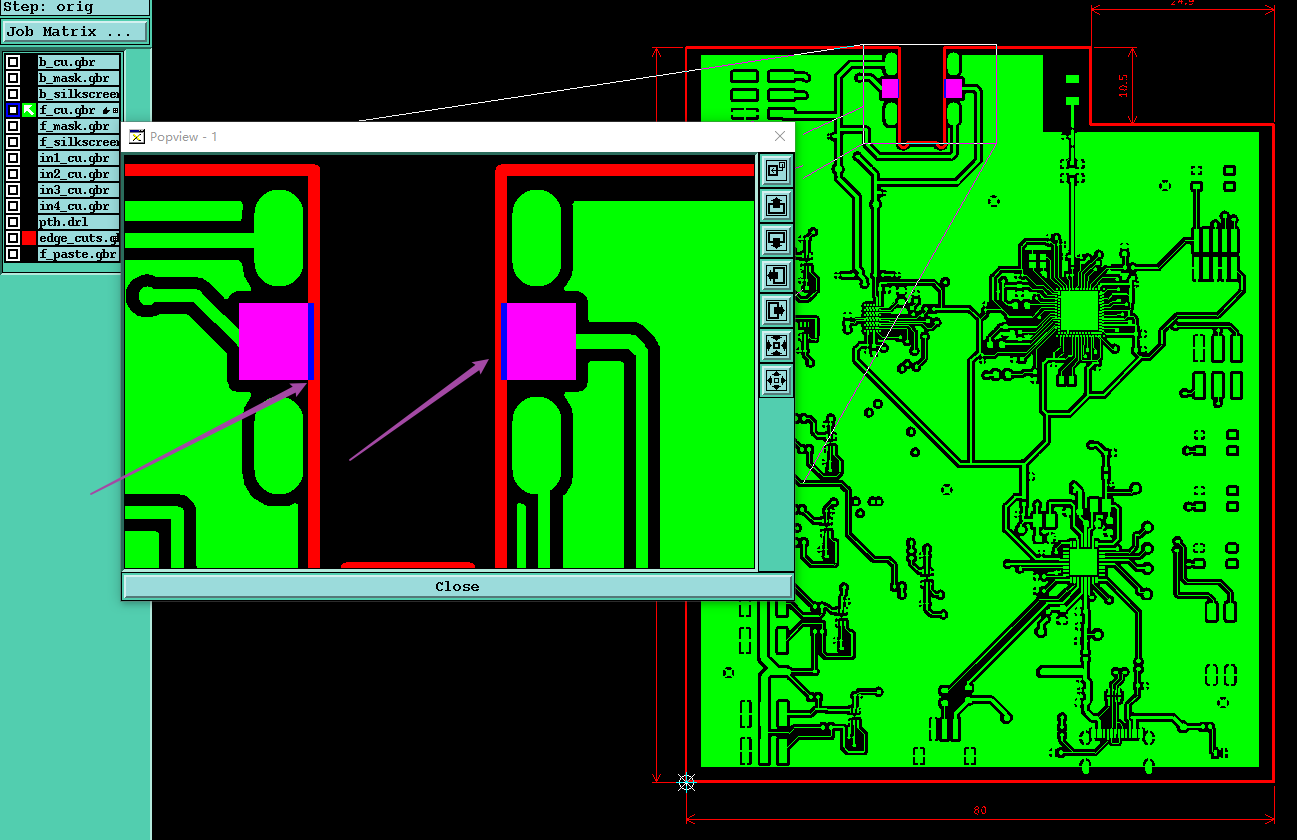 Step: orig
Job Matrix ...
b_cu.gbr
b_mask.gbr
b_silkscreen
f_cu.gbr
f_mask.gbr
f_silkscreen
in1_cu.gbr
in2_cu.gbr
in3_cu.gbr
in4_cu.gbr
pth.drl
edge_cuts.g
f_paste.gbr
Popview - 1
Close
24.9
10.5
80